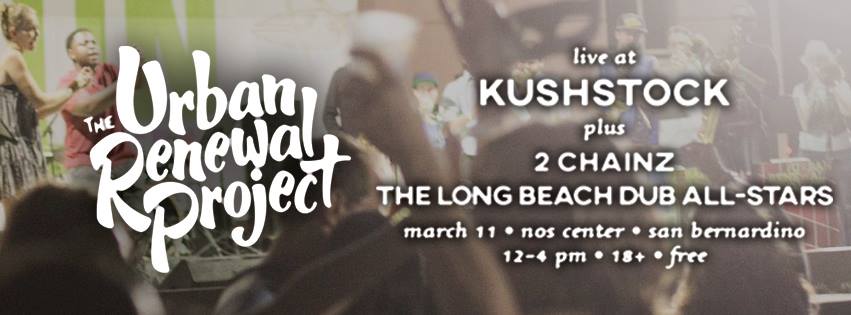 THE Urban
Renewal
Project
live at
KUSHSTOCK
plus
2 CHAINZ
THE LONG BEACH DUB ALL-STARS
march 11 • nos center • san bernardino
12-4 pm • 18+ • free